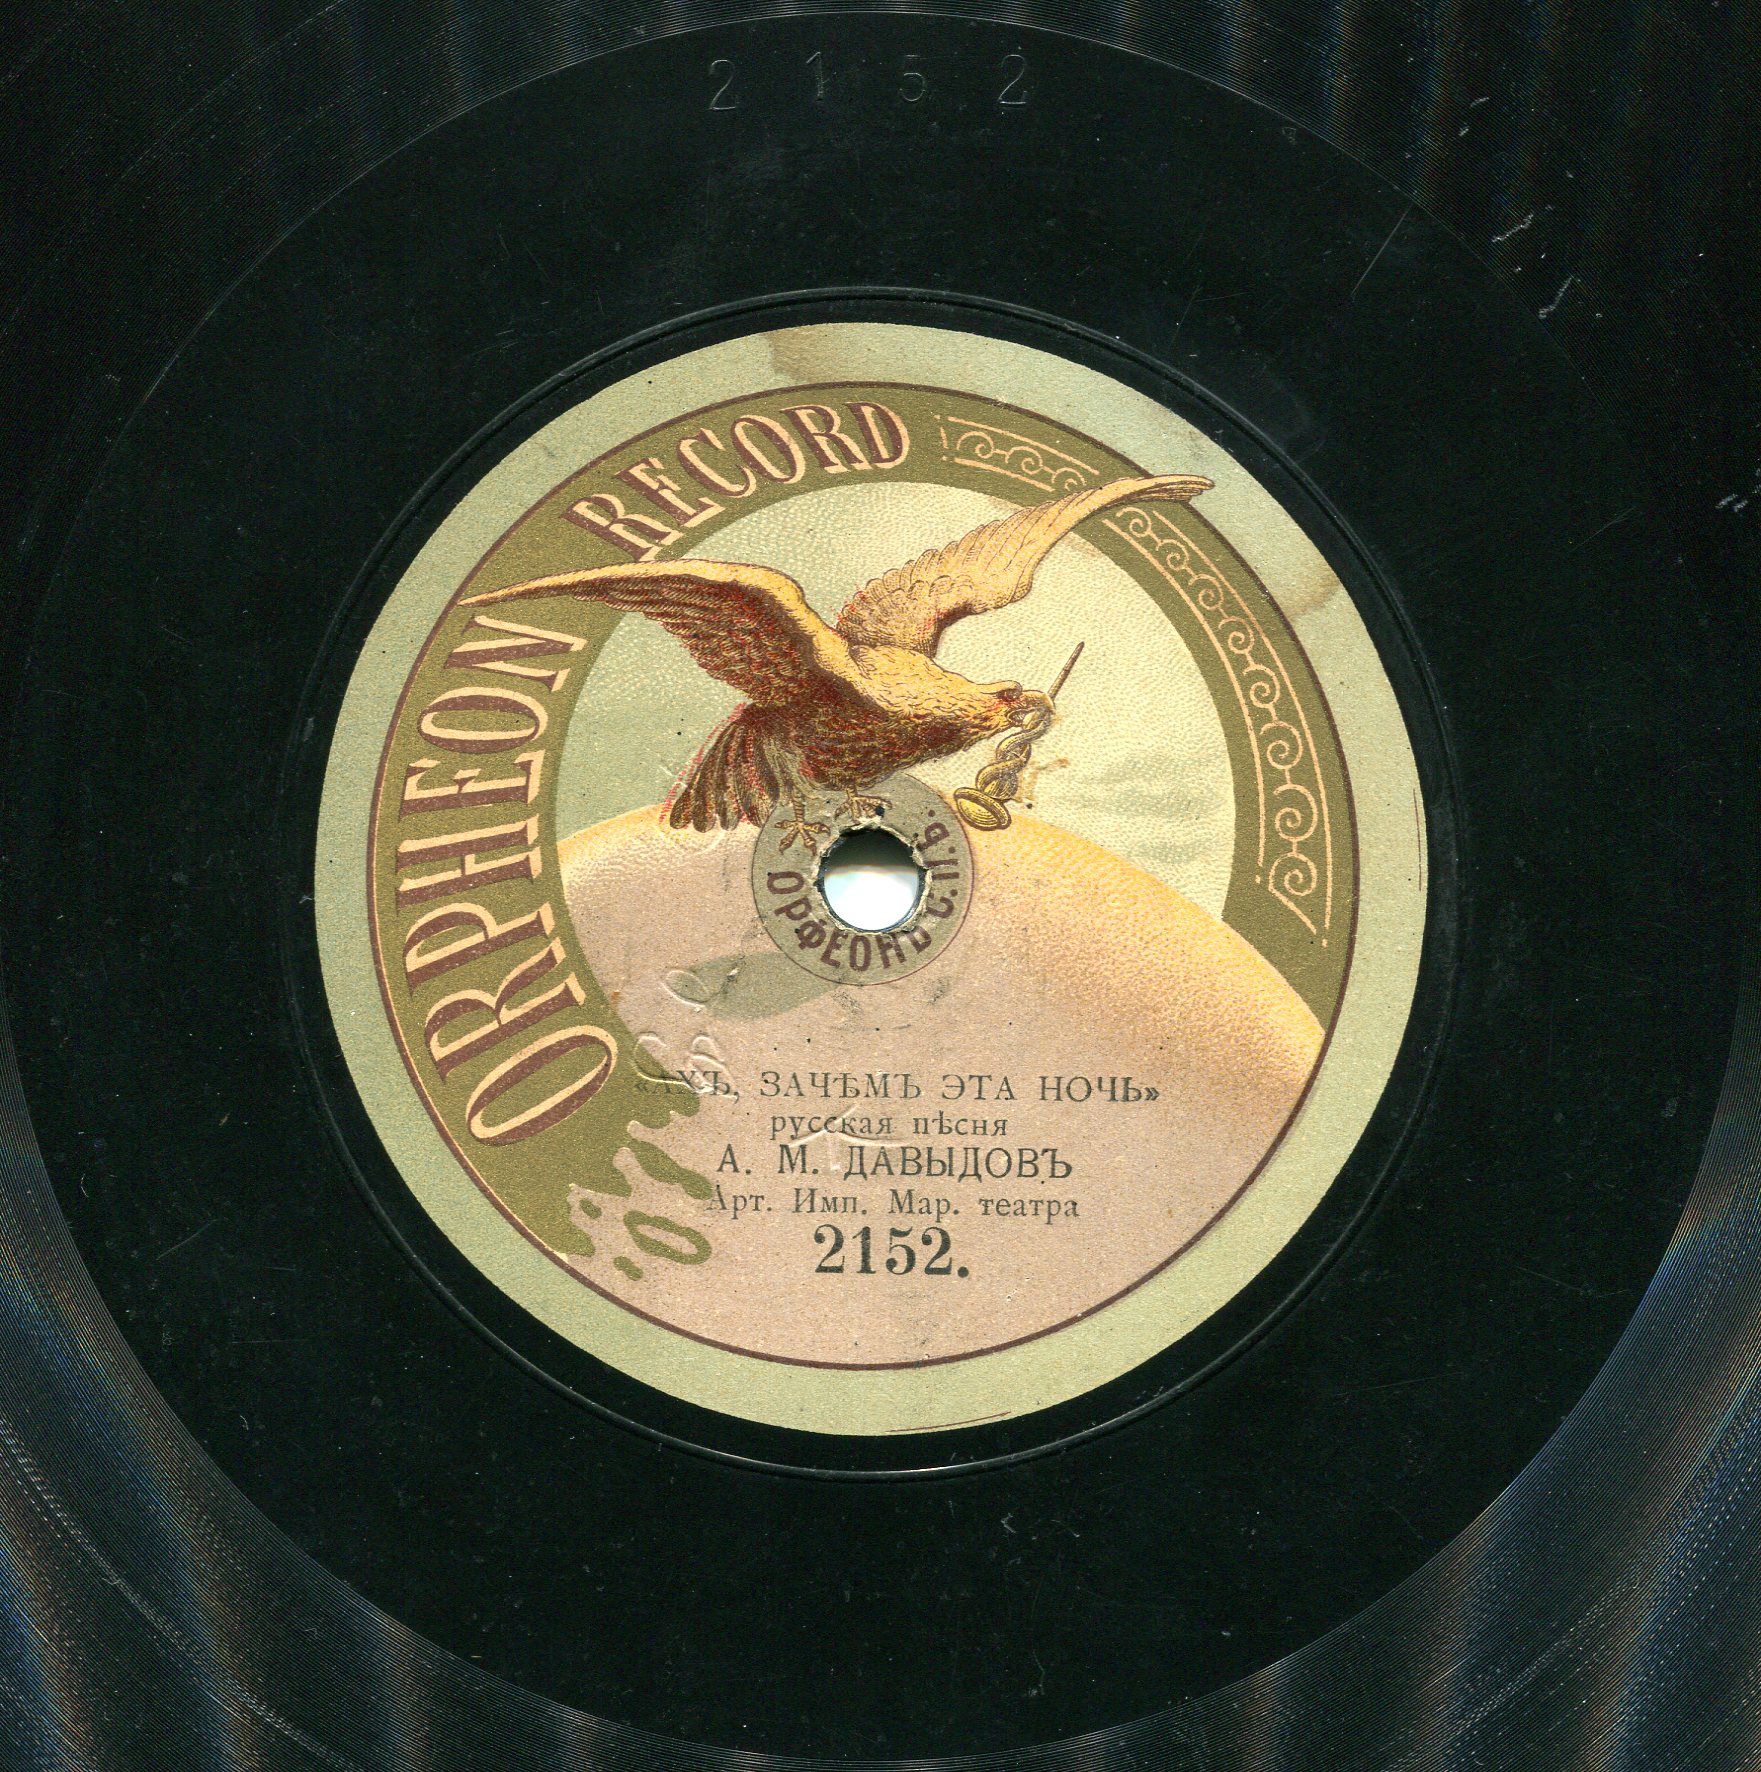 2152
ORPHEON RECORD
ОРФЕОНЪ С.П.Б.
«АХЪ, ЗАЧѢМЪ ЭТА НОЧЬ»
русская пѣсня
А. М. ДАВЫДОВЪ
Арт. Имп. Мар. театра
2152.